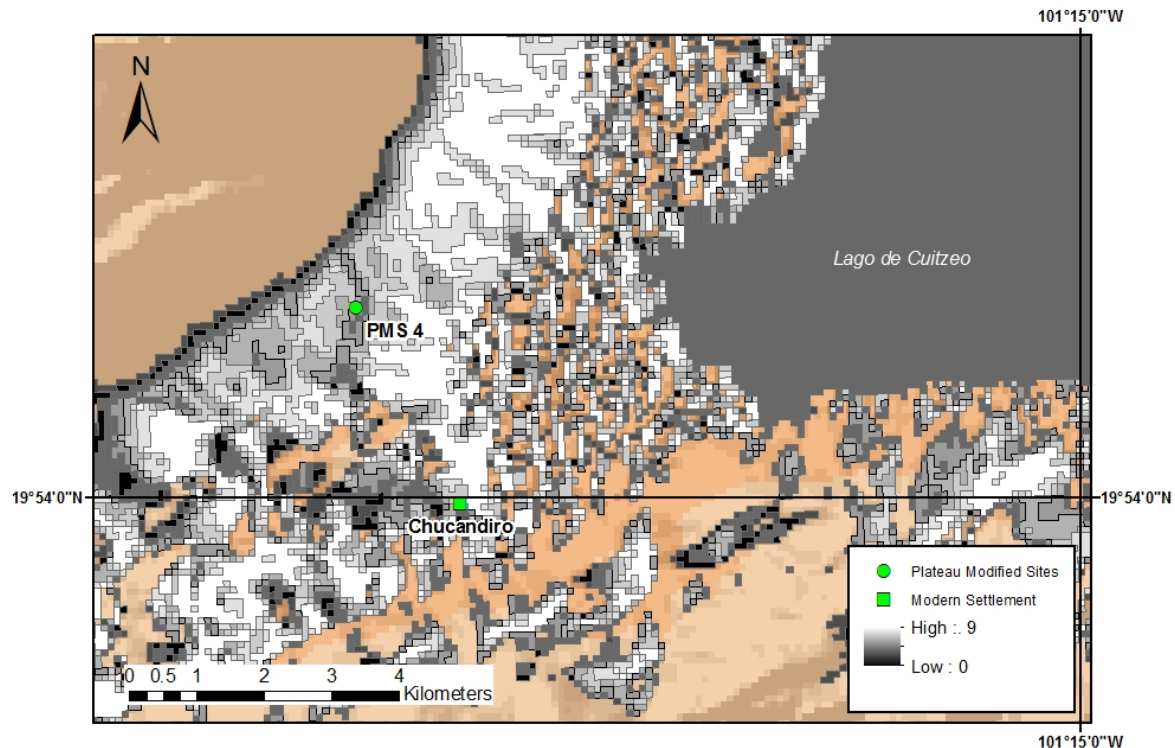 101°15'0"W
N
Lago de Cuitzeo
PMS 4
19°54'0"N
19°54'0"N
Chucandiro
Plateau Modified Sites
Modern Settlement
High :. 9
Low : 0
0 0.5 1 2 3 4
Kilometers
101°15'0"W